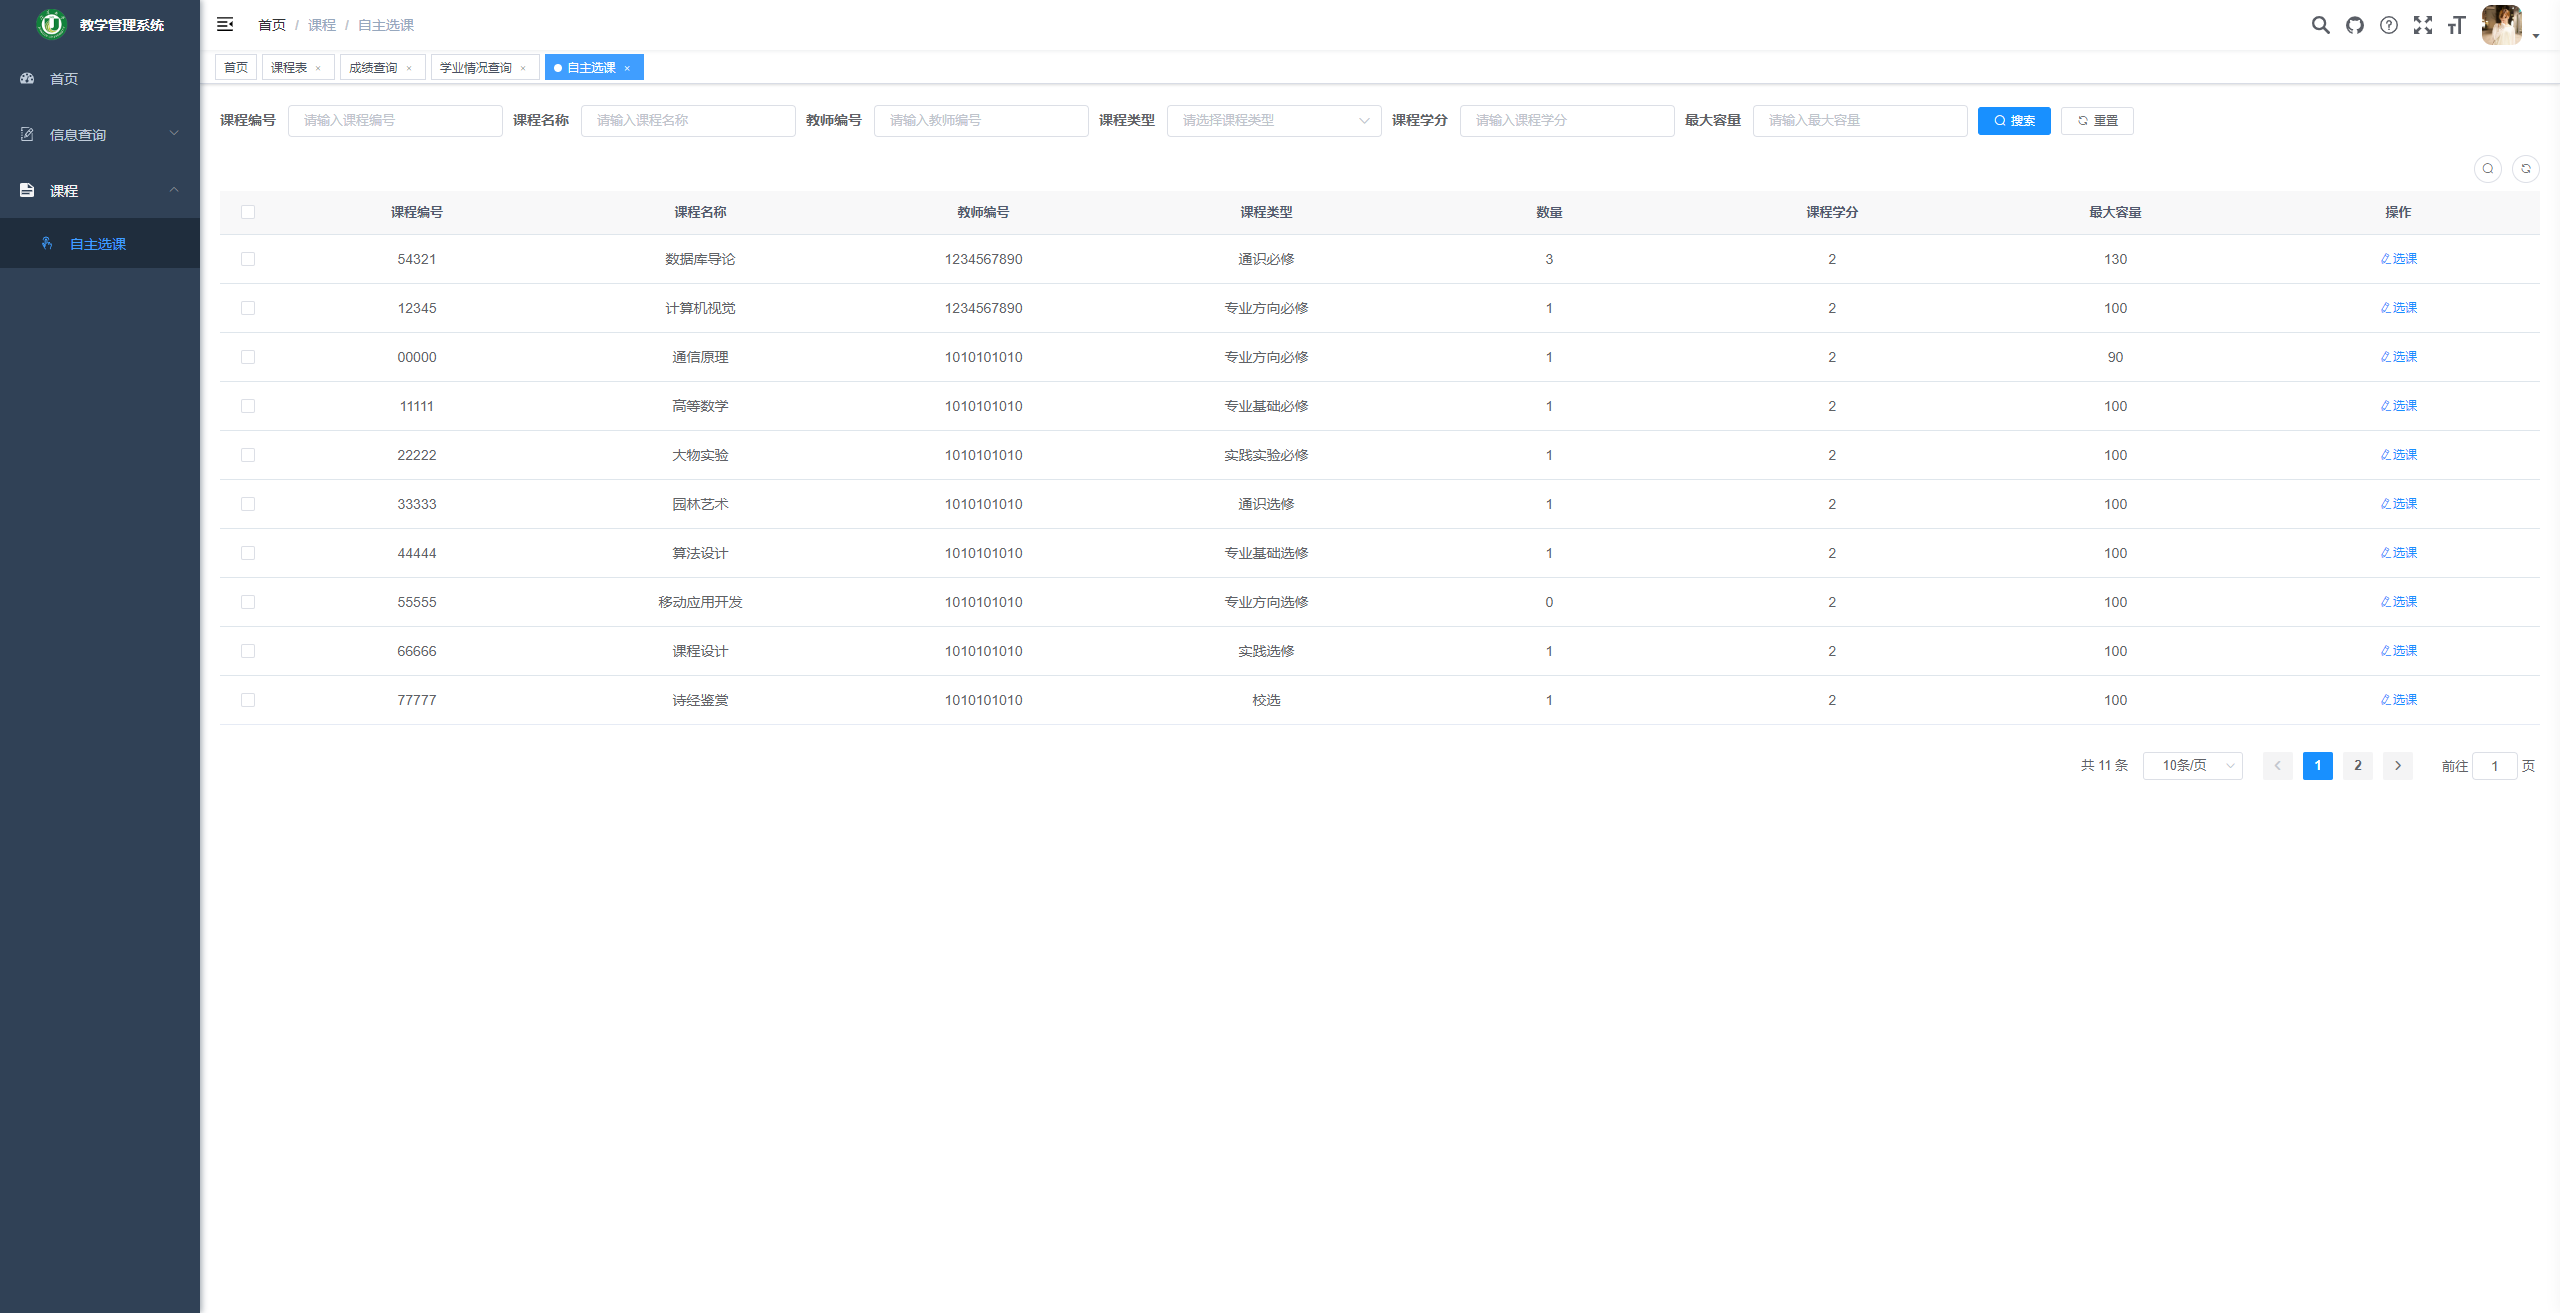 教学管理系统
首页
信息查询
课程
自主选课
首页 / 课程 / 自主选课
首页 课程表 × 成绩查询 × 学业情况查询 × 自主选课 ×
课程编号 请输入课程编号 课程名称 请输入课程名称 教师编号 请输入教师编号 课程类型 请选择课程类型 课程学分 请输入课程学分 最大容量 请输入最大容量 搜索 重置
课程编号 课程名称 教师编号 课程类型 数量 课程学分 最大容量 操作
54321 数据库导论 1234567890 通识必修 3 2 130 选课
12345 计算机视觉 1234567890 专业方向必修 1 2 100 选课
00000 通信原理 1010101010 专业方向必修 1 2 90 选课
11111 高等数学 1010101010 专业基础必修 1 2 100 选课
22222 大物实验 1010101010 实践实验必修 1 2 100 选课
33333 园林艺术 1010101010 通识选修 1 2 100 选课
44444 算法设计 1010101010 专业基础选修 1 2 100 选课
55555 移动应用开发 1010101010 专业方向选修 0 2 100 选课
66666 课程设计 1010101010 实践选修 1 2 100 选课
77777 诗经鉴赏 1010101010 校选 1 2 100 选课
共 11 条 10条/页 1 2 前往 1 页